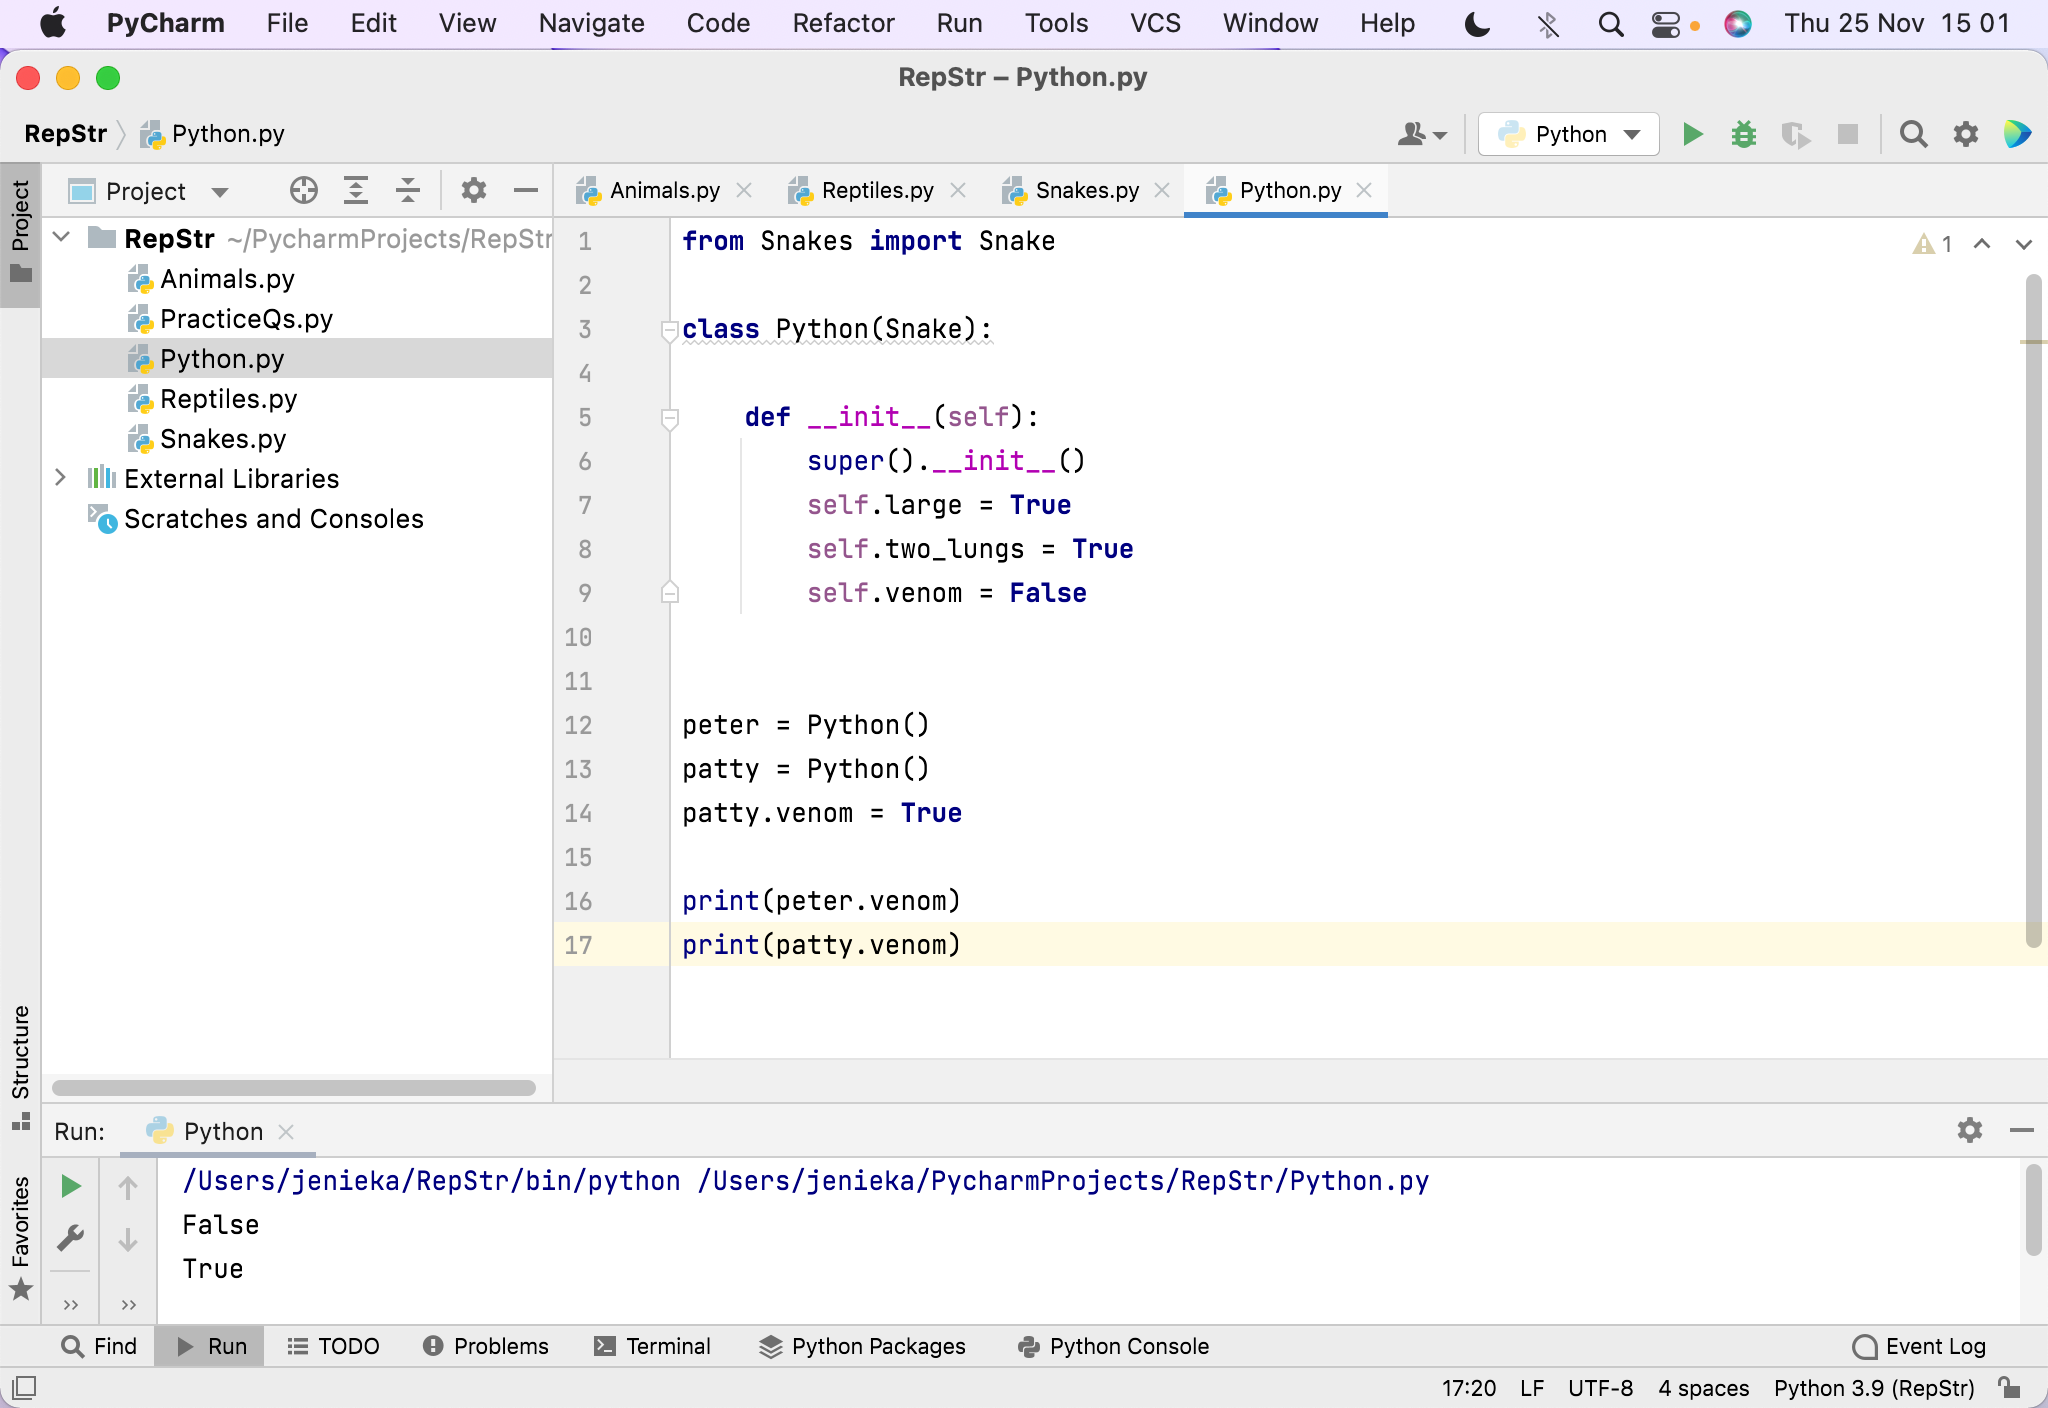 PyCharm File Edit View Navigate Code Refactor Run Tools VCS Window Help Thu 25 Nov 15 01
RepStr – Python.py
RepStr Python.py Python
Project
Project Animals.py Reptiles.py Snakes.py Python.py
RepStr ~/PycharmProjects/RepStr
Animals.py
PracticeQs.py
Python.py
Reptiles.py
Snakes.py
External Libraries
Scratches and Consoles
1 from Snakes import Snake
1
2
3 class Python(Snake):
4
5 def __init__(self):
6 super().__init__()
7 self.large = True
8 self.two_lungs = True
9 self.venom = False
10
11
12 peter = Python()
13 patty = Python()
14 patty.venom = True
15
16 print(peter.venom)
17 print(patty.venom)
Structure
Favorites
Run: Python
/Users/jenieka/RepStr/bin/python /Users/jenieka/PycharmProjects/RepStr/Python.py
False
True
Find Run TODO Problems Terminal Python Packages Python Console Event Log
17:20 LF UTF-8 4 spaces Python 3.9 (RepStr)